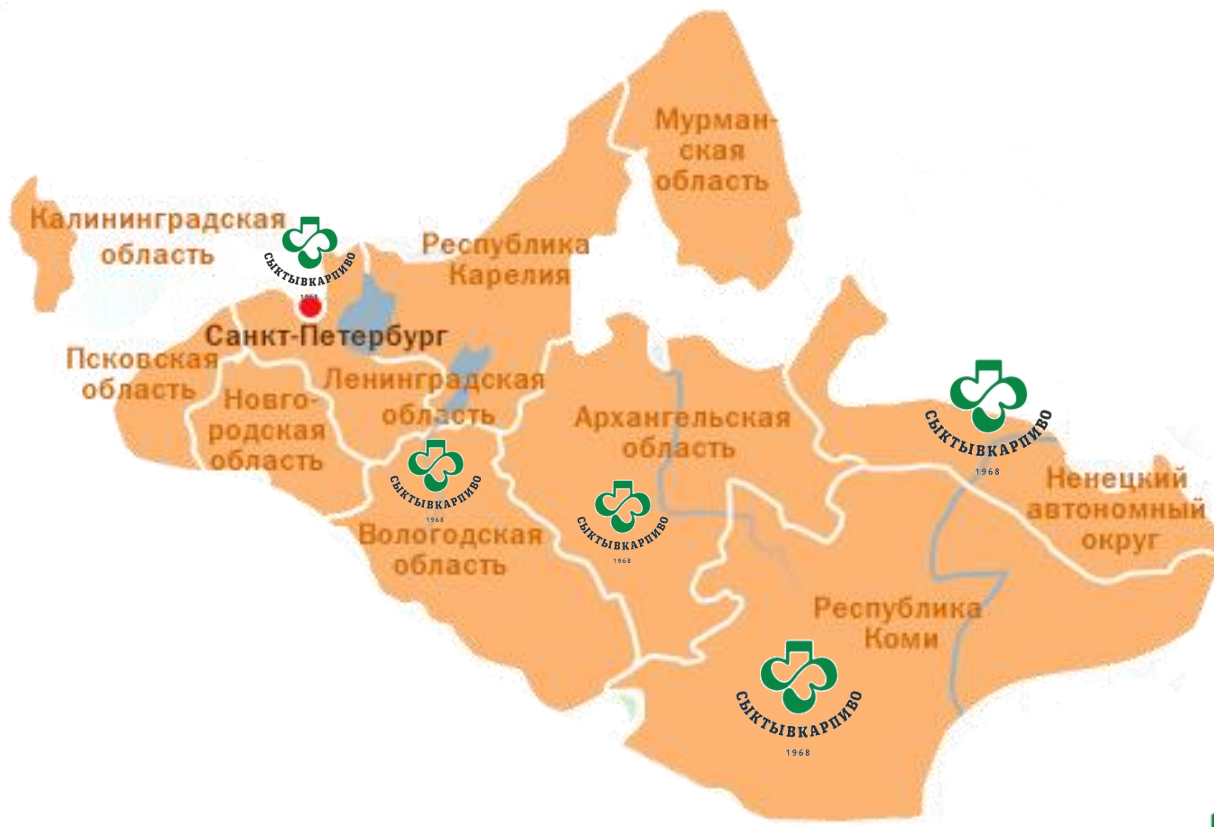 Мурман-
ская
область
Калининградская
область
СЫКТЫВКАРПИВО
1968
Республика
Карелия
Санкт-Петербург
Псковская
область
Новго-
родская
область
Ленинградская
область
Архангельская
область
СЫКТЫВКАРПИВО
1968
СЫКТЫВКАРПИВО
1968
Вологодская
область
СЫКТЫВКАРПИВО
1968
Ненецкий
автономный
округ
Республика
Коми
СЫКТЫВКАРПИВО
1968